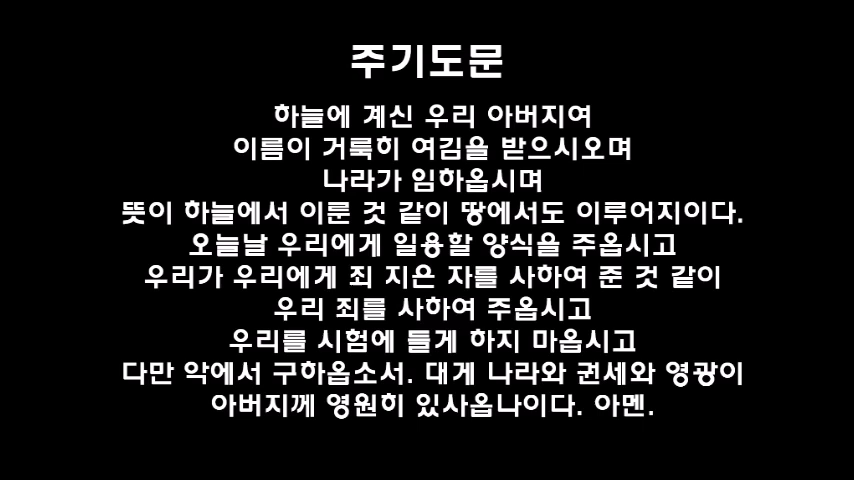 주기도문
하늘에 계신 우리 아버지여
이름이 거룩히 여김을 받으시오며
나라가 임하옵시며
뜻이 하늘에서 이룬 것 같이 땅에서도 이루어지이다.
오늘날 우리에게 일용할 양식을 주옵시고
우리가 우리에게 죄 지은 자를 사하여 준 것 같이
우리 죄를 사하여 주옵시고
우리를 시험에 들게 하지 마옵시고
다만 악에서 구하옵소서. 대게 나라와 권세와 영광이
아버지께 영원히 있사옵나이다. 아멘.